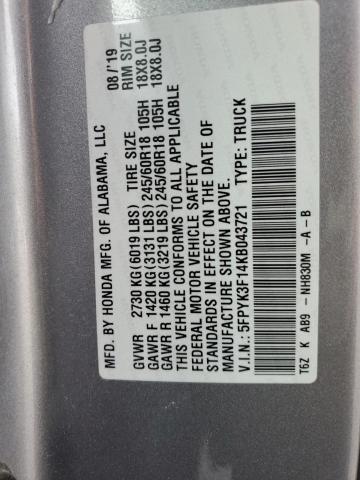 MFD. BY HONDA MFG. OF ALABAMA, LLC 08/'19
TIRE SIZE RIM SIZE
GVWR 2730 KG(6019 LBS)
GAWR F 1420 KG(3131 LBS) 245/60R18 105H 18X8.0J
GAWR R 1460 KG(3219 LBS) 245/60R18 105H 18X8.0J
THIS VEHICLE CONFORMS TO ALL APPLICABLE
FEDERAL MOTOR VEHICLE SAFETY
STANDARDS IN EFFECT ON THE DATE OF
MANUFACTURE SHOWN ABOVE.
V.I.N.: 5FPYK3F14KB043721 TYPE: TRUCK
T6Z K AB9 -NH830M -A-B